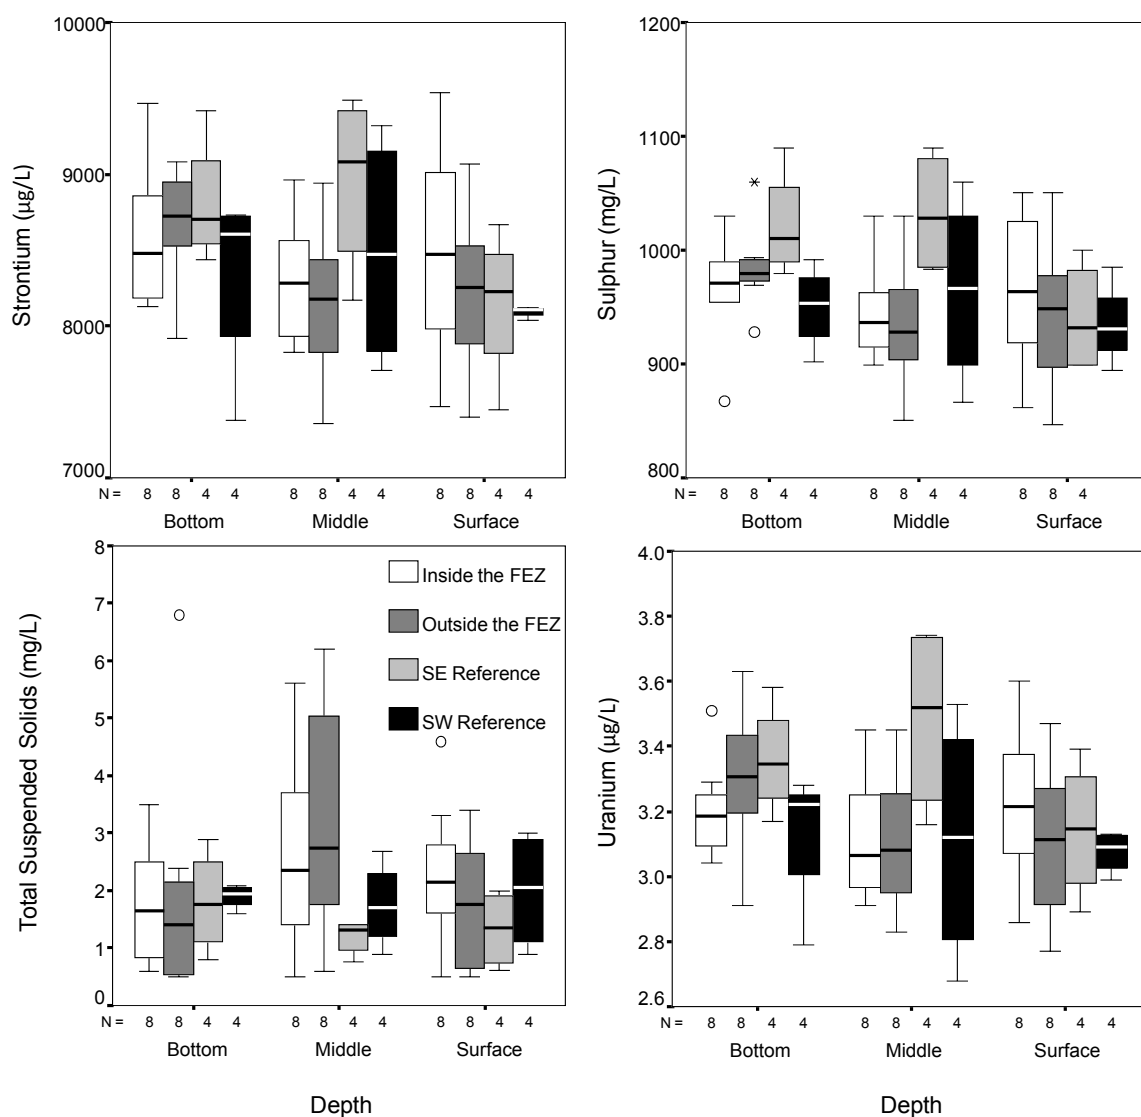 10000
9000
8000
7000
Strontium (µg/L)
N = 8 8 4 4 8 8 4 4 8 8 4 4
Bottom Middle Surface
1200
1100
1000
900
800
Sulphur (mg/L)
N = 8 8 4 4 8 8 4 4 8 8 4
Bottom Middle Surface
8
7
6
5
4
3
2
1
0
Total Suspended Solids (mg/L)
Inside the FEZ
Outside the FEZ
SE Reference
SW Reference
N = 8 8 4 4 8 8 4 4 8 8 4 4
Bottom Middle Surface
Depth
4.0
3.8
3.6
3.4
3.2
3.0
2.8
2.6
Uranium (µg/L)
N = 8 8 4 4 8 8 4 4 8 8 4 4
Bottom Middle Surface
Depth